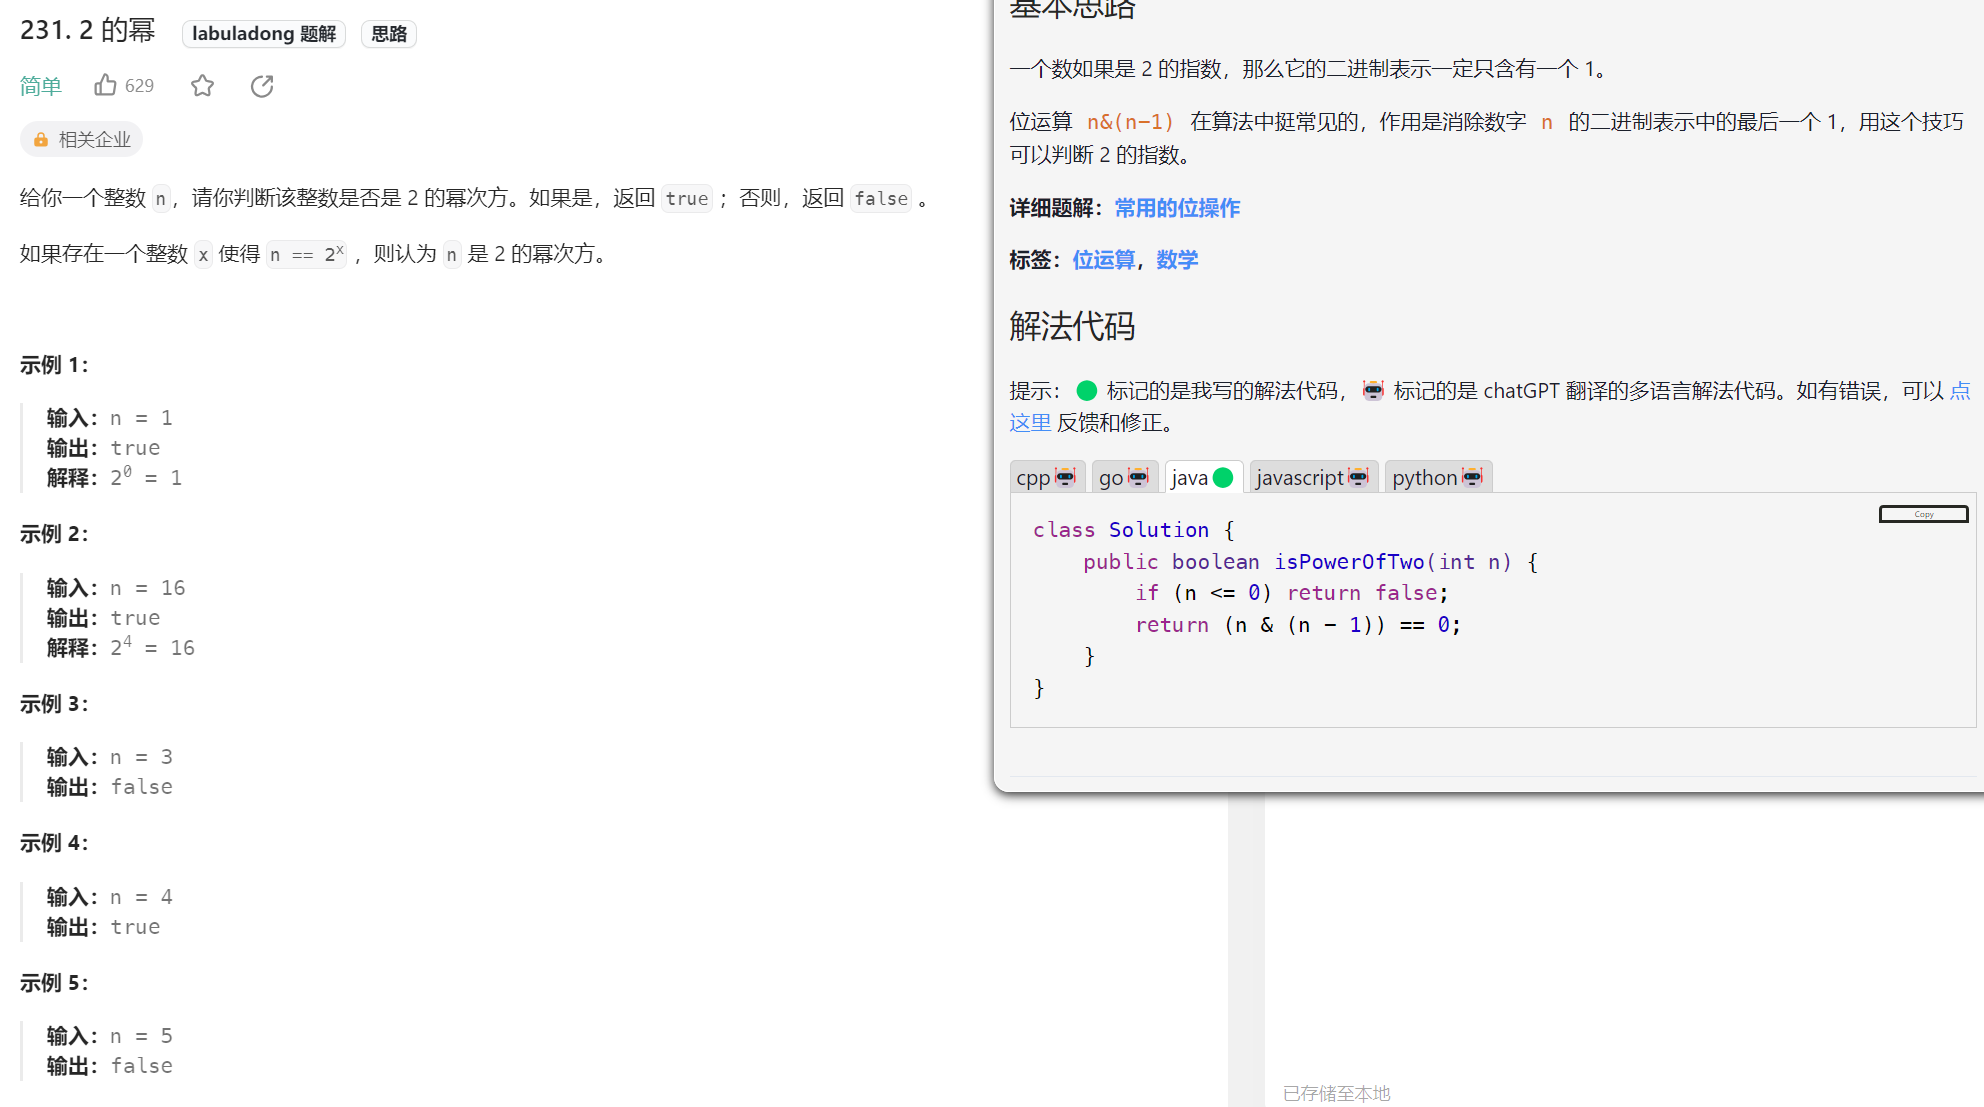 231. 2 的幂
labuladong 题解 思路
简单 629
相关企业
给你一个整数 n，请你判断该整数是否是 2 的幂次方。如果是，返回 true ；否则，返回 false 。
如果存在一个整数 x 使得 n == 2ˣ ，则认为 n 是 2 的幂次方。
示例 1：
输入：n = 1
输出：true
解释：2⁰ = 1
示例 2：
输入：n = 16
输出：true
解释：2⁴ = 16
示例 3：
输入：n = 3
输出：false
示例 4：
输入：n = 4
输出：true
示例 5：
输入：n = 5
输出：false
基本思路
一个数如果是 2 的指数，那么它的二进制表示一定只含有一个 1。
位运算 n&(n-1) 在算法中挺常见的，作用是消除数字 n 的二进制表示中的最后一个 1，用这个技巧
可以判断 2 的指数。
详细题解：常用的位操作
标签：位运算，数学
解法代码
提示：🟢 标记的是我写的解法代码，🤖 标记的是 chatGPT 翻译的多语言解法代码。如有错误，可以 点
这里 反馈和修正。
cpp🤖 go🤖 java🟢 javascript🤖 python🤖
Copy
class Solution {
    public boolean isPowerOfTwo(int n) {
        if (n <= 0) return false;
        return (n & (n - 1)) == 0;
    }
}
已存储至本地